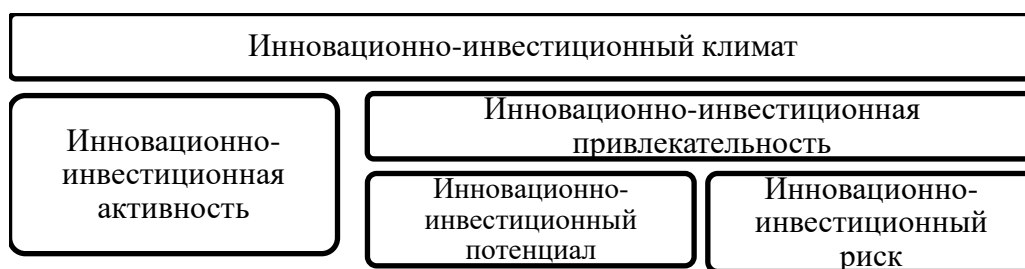 Инновационно-инвестиционный климат
Инновационно-
инвестиционная
активность
Инновационно-инвестиционная
привлекательность
Инновационно-
инвестиционный
потенциал
Инновационно-
инвестиционный
риск